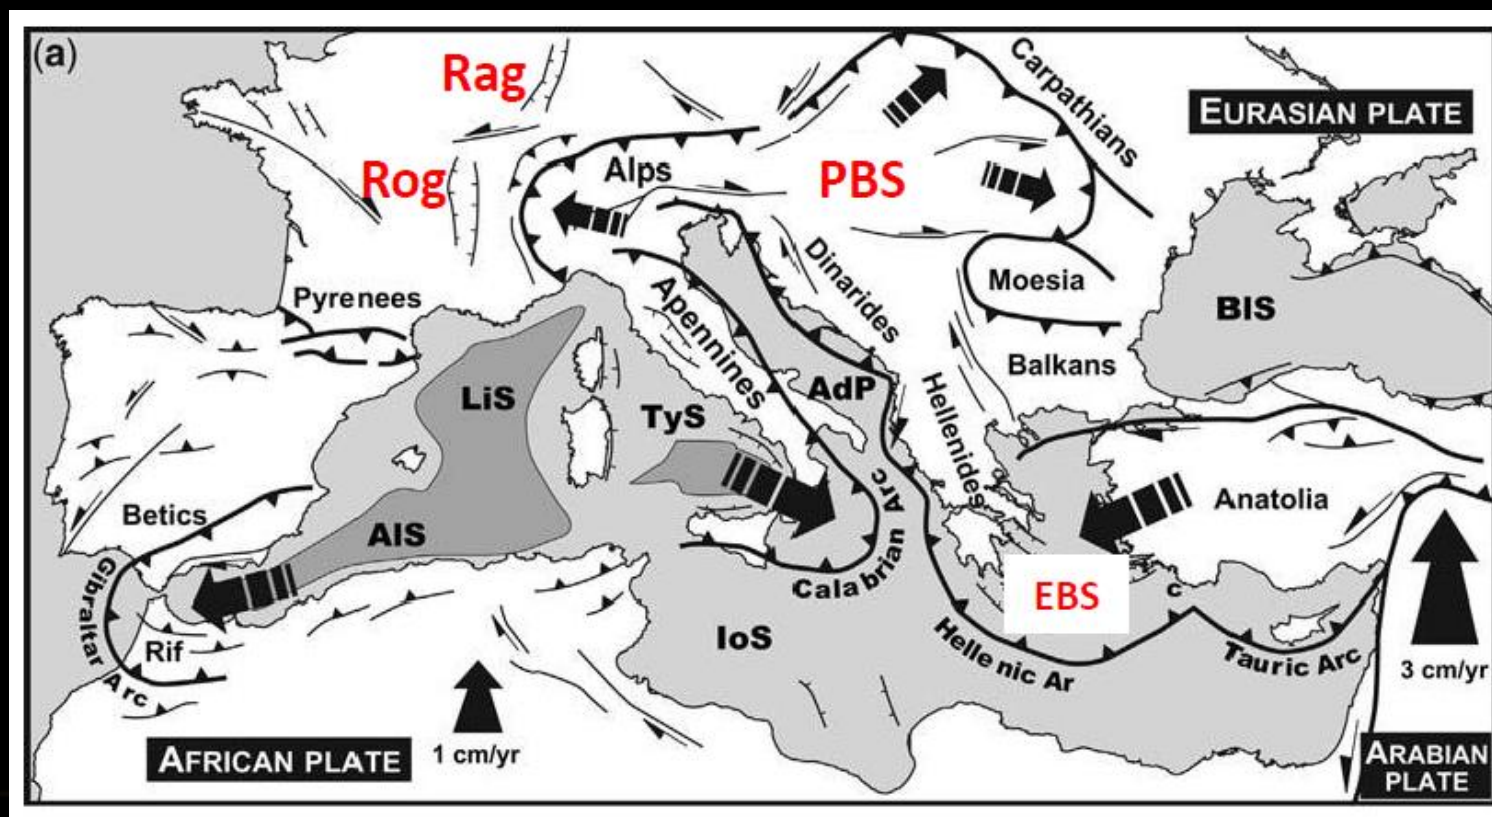 (a)
Rag
Carpathians
EURASIAN PLATE
Rog
Alps
PBS
Dinarides
Moesia
Pyrenees
Apennines
BIS
LiS
TyS
AdP
Balkans
Hellenides
Betics
AlS
Anatolia
Calabrian Arc
EBS
c
Gibraltar Arc
Rif
IoS
Hellenic Ar
Tauric Arc
3 cm/yr
AFRICAN PLATE
1 cm/yr
ARABIAN
PLATE